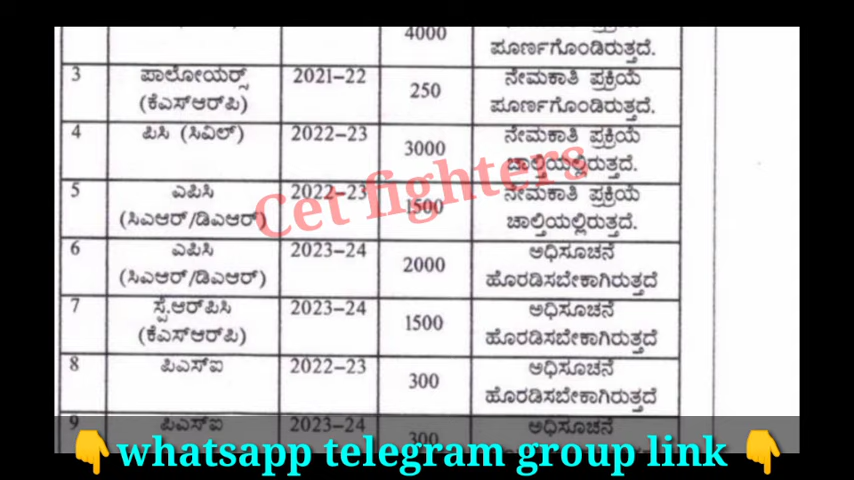 4000
ಪೂರ್ಣಗೊಂಡಿರುತ್ತದೆ.
3 ಪಾಲೋಯರ್ಸ್ 2021–22 250 ನೇಮಕಾತಿ ಪ್ರಕ್ರಿಯೆ
(ಕೆಎಸ್‌ಆರ್‌ಪಿ) ಪೂರ್ಣಗೊಂಡಿರುತ್ತದೆ.
4 ಪಿಸಿ (ಸಿವಿಲ್) 2022–23 3000 ನೇಮಕಾತಿ ಪ್ರಕ್ರಿಯೆ
ಚಾಲ್ತಿಯಲ್ಲಿರುತ್ತದೆ.
5 ಎಪಿಸಿ 2022–23 1500 ನೇಮಕಾತಿ ಪ್ರಕ್ರಿಯೆ
(ಸಿಎಆರ್/ಡಿಎಆರ್) ಚಾಲ್ತಿಯಲ್ಲಿರುತ್ತದೆ.
Cet fighters
6 ಎಪಿಸಿ 2023–24 2000 ಅಧಿಸೂಚನೆ
(ಸಿಎಆರ್/ಡಿಎಆರ್) ಹೊರಡಿಸಬೇಕಾಗಿರುತ್ತದೆ
7 ಸ್ಪೆ.ಆರ್‌ಪಿಸಿ 2023–24 1500 ಅಧಿಸೂಚನೆ
(ಕೆಎಸ್‌ಆರ್‌ಪಿ) ಹೊರಡಿಸಬೇಕಾಗಿರುತ್ತದೆ
8 ಪಿಎಸ್‌ಐ 2022–23 300 ಅಧಿಸೂಚನೆ
ಹೊರಡಿಸಬೇಕಾಗಿರುತ್ತದೆ
9 ಪಿಎಸ್‌ಐ 2023–24 300 ಅಧಿಸೂಚನೆ
👇whatsapp telegram group link 👇